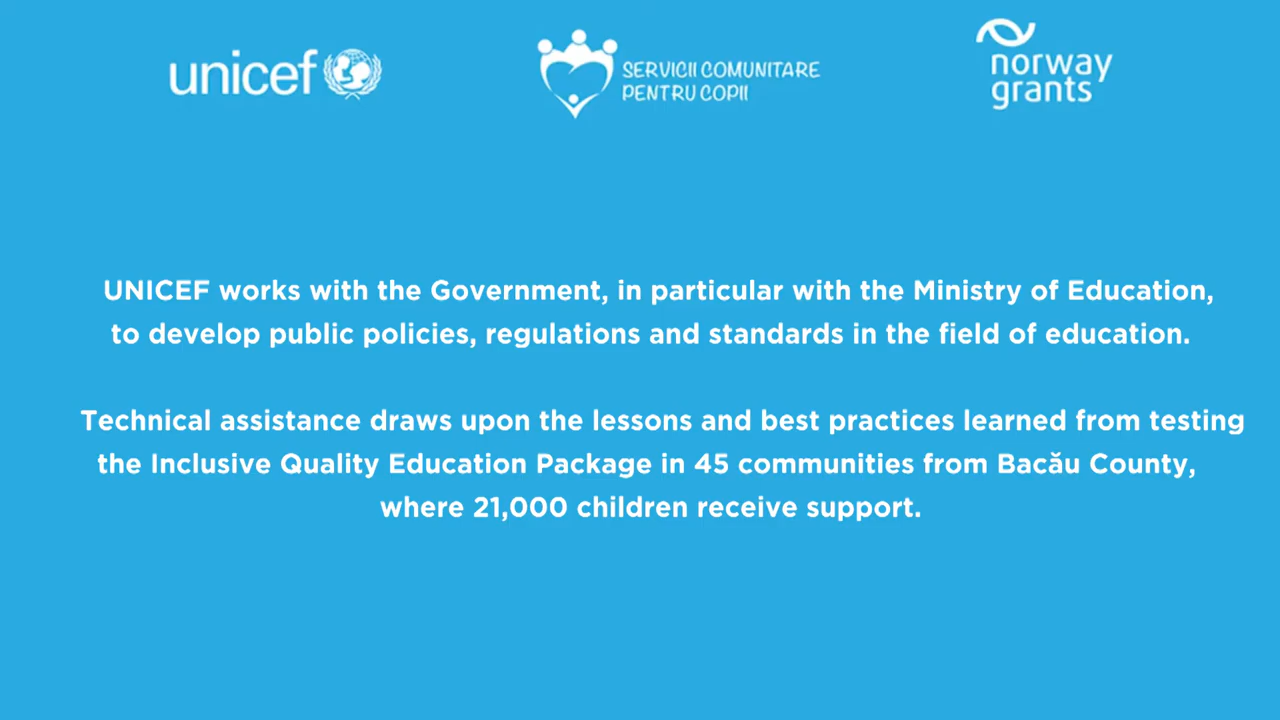 unicef
SERVICII COMUNITARE
PENTRU COPII
norway
grants
UNICEF works with the Government, in particular with the Ministry of Education,
to develop public policies, regulations and standards in the field of education.
Technical assistance draws upon the lessons and best practices learned from testing
the Inclusive Quality Education Package in 45 communities from Bacău County,
where 21,000 children receive support.